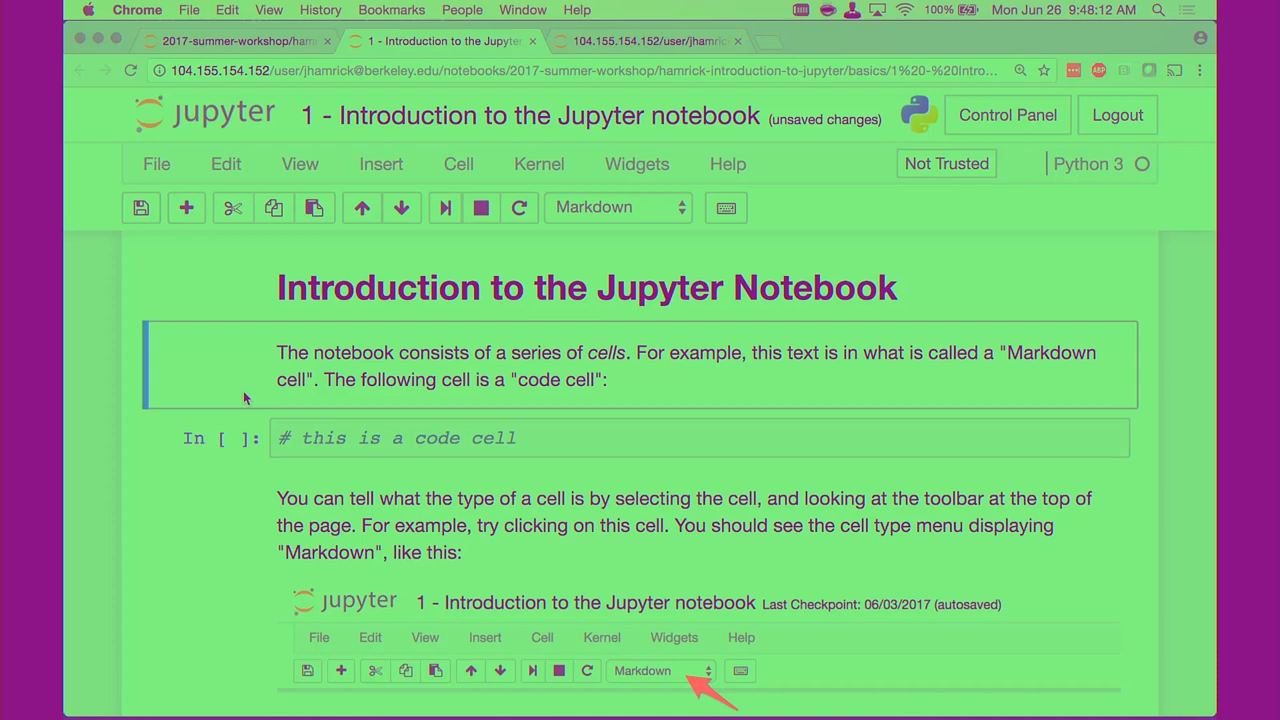 Chrome File Edit View History Bookmarks People Window Help 100% Mon Jun 26 9:48:12 AM
2017-summer-workshop/ham 1 - Introduction to the Jupyter 104.155.154.152/user/jhamric
104.155.154.152/user/jhamrick@berkeley.edu/notebooks/2017-summer-workshop/hamrick-introduction-to-jupyter/basics/1%20-%20Intro... ABP
jupyter 1 - Introduction to the Jupyter notebook (unsaved changes) Control Panel Logout
File Edit View Insert Cell Kernel Widgets Help Not Trusted Python 3
Markdown
Introduction to the Jupyter Notebook
The notebook consists of a series of cells. For example, this text is in what is called a "Markdown
cell". The following cell is a "code cell":
In [ ]: # this is a code cell
You can tell what the type of a cell is by selecting the cell, and looking at the toolbar at the top of
the page. For example, try clicking on this cell. You should see the cell type menu displaying
"Markdown", like this:
jupyter 1 - Introduction to the Jupyter notebook Last Checkpoint: 06/03/2017 (autosaved)
File Edit View Insert Cell Kernel Widgets Help
Markdown